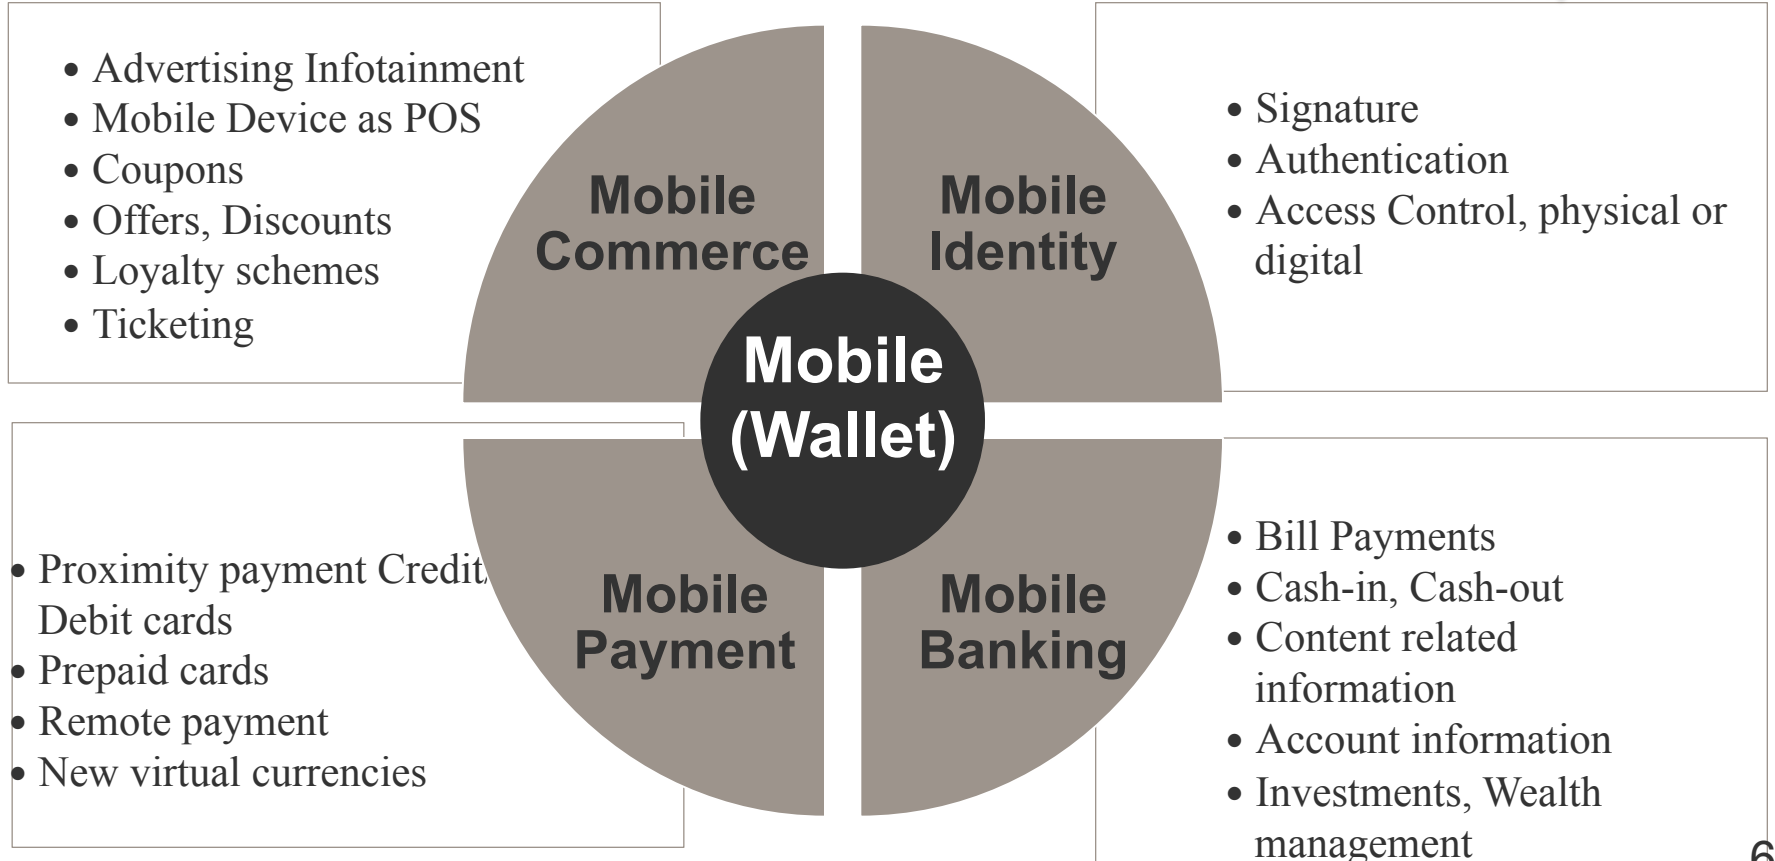 • Advertising Infotainment
• Mobile Device as POS
• Coupons
• Offers, Discounts
• Loyalty schemes
• Ticketing
Mobile
Commerce
Mobile
Identity
• Signature
• Authentication
• Access Control, physical or
digital
Mobile
(Wallet)
• Proximity payment Credit/
Debit cards
• Prepaid cards
• Remote payment
• New virtual currencies
Mobile
Payment
Mobile
Banking
• Bill Payments
• Cash-in, Cash-out
• Content related
information
• Account information
• Investments, Wealth
management
6